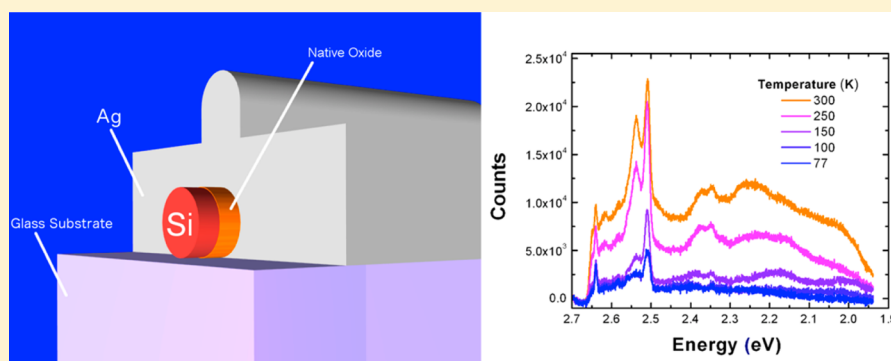 Native Oxide
Ag
Si
Glass Substrate
2.5x10⁴
2.0x10⁴
1.5x10⁴
1.0x10⁴
5.0x10³
0.0
Counts
Temperature (K)
300
250
150
100
77
2.7 2.6 2.5 2.4 2.3 2.2 2.1 2.0 1.9
Energy (eV)